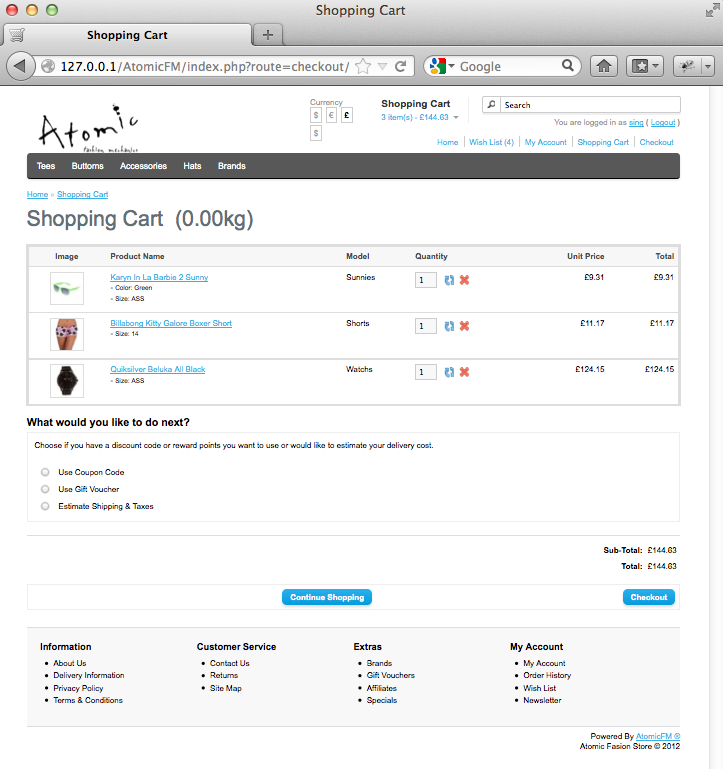 Shopping Cart
Shopping Cart
127.0.0.1/AtomicFM/index.php?route=checkout/
Google
Atomic
fashion mechanics
Currency
$ € £
$
Shopping Cart
3 item(s) - £144.63
Search
You are logged in as sing ( Logout )
Home Wish List (4) My Account Shopping Cart Checkout
Tees Buttoms Accessories Hats Brands
Home » Shopping Cart
Shopping Cart (0.00kg)
Image Product Name Model Quantity Unit Price Total
Karyn In La Barbie 2 Sunny Sunnies 1 £9.31 £9.31
- Color: Green
- Size: ASS
Billabong Kitty Galore Boxer Short Shorts 1 £11.17 £11.17
- Size: 14
Quiksilver Beluka All Black Watchs 1 £124.15 £124.15
- Size: ASS
What would you like to do next?
Choose if you have a discount code or reward points you want to use or would like to estimate your delivery cost.
Use Coupon Code
Use Gift Voucher
Estimate Shipping & Taxes
Sub-Total: £144.63
Total: £144.63
Continue Shopping Checkout
Information Customer Service Extras My Account
• About Us • Contact Us • Brands • My Account
• Delivery Information • Returns • Gift Vouchers • Order History
• Privacy Policy • Site Map • Affiliates • Wish List
• Terms & Conditions • Specials • Newsletter
Powered By AtomicFM ®
Atomic Fasion Store © 2012